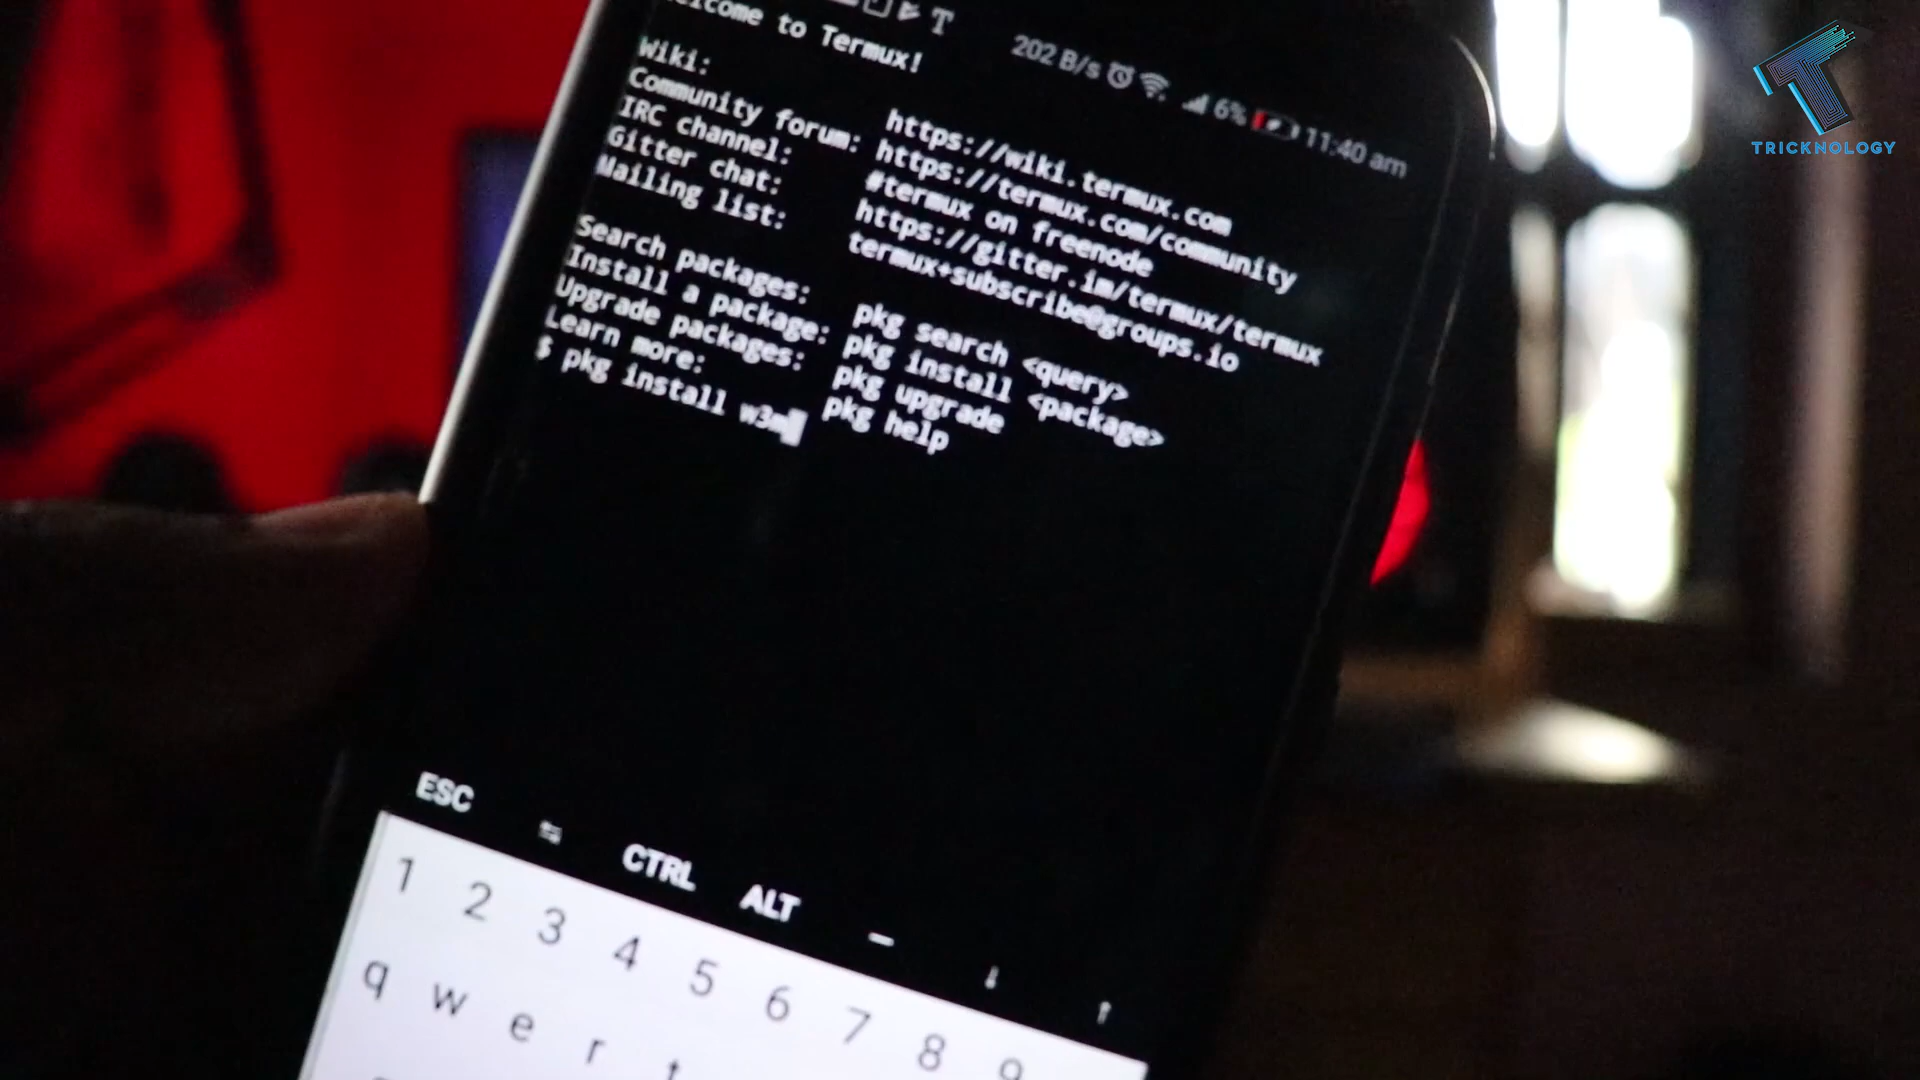 T 202 B/s 6% 11:40 am
Welcome to Termux!
Wiki: https://wiki.termux.com
Community forum: https://termux.com/community
IRC channel: #termux on freenode
Gitter chat: https://gitter.im/termux/termux
Mailing list: termux+subscribe@groups.io
Search packages: pkg search <query>
Install a package: pkg install <package>
Upgrade packages: pkg upgrade
Learn more: pkg help
$ pkg install w3m
ESC CTRL ALT –
1 2 3 4 5 6 7 8 9
q w e r t
TRICKNOLOGY